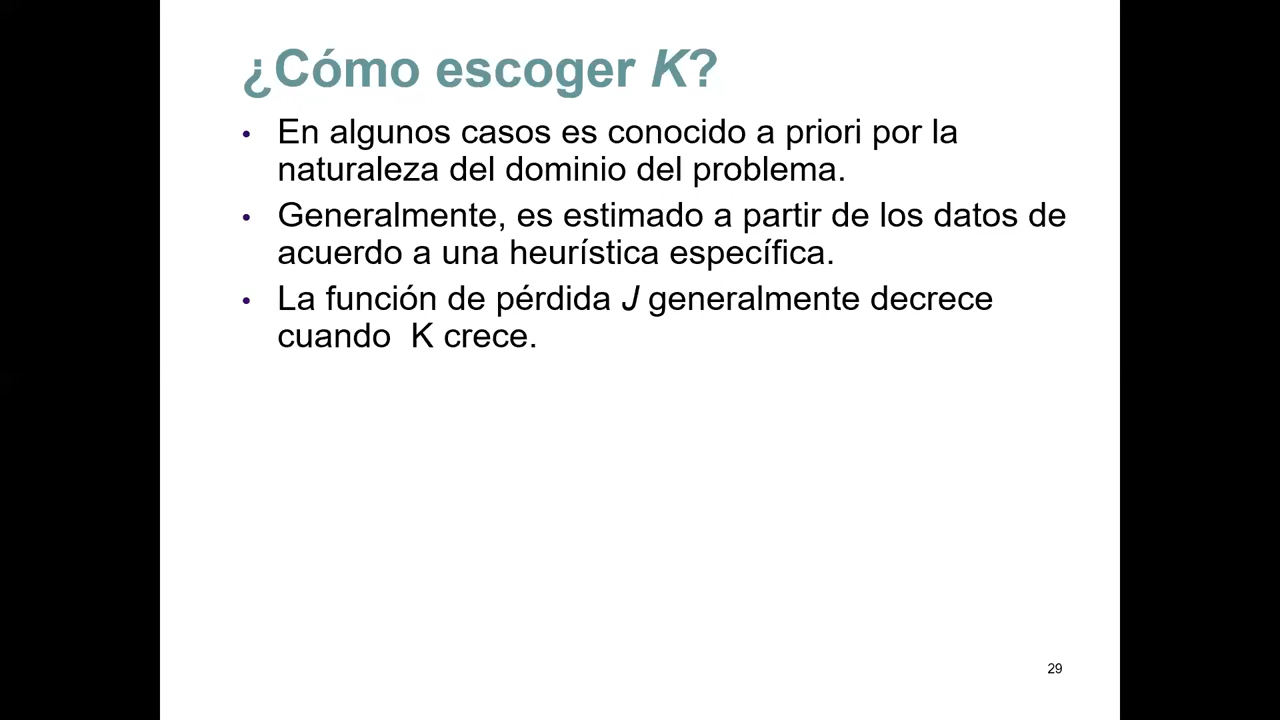 ¿Cómo escoger K?
• En algunos casos es conocido a priori por la
naturaleza del dominio del problema.
• Generalmente, es estimado a partir de los datos de
acuerdo a una heurística específica.
• La función de pérdida J generalmente decrece
cuando  K crece.
29